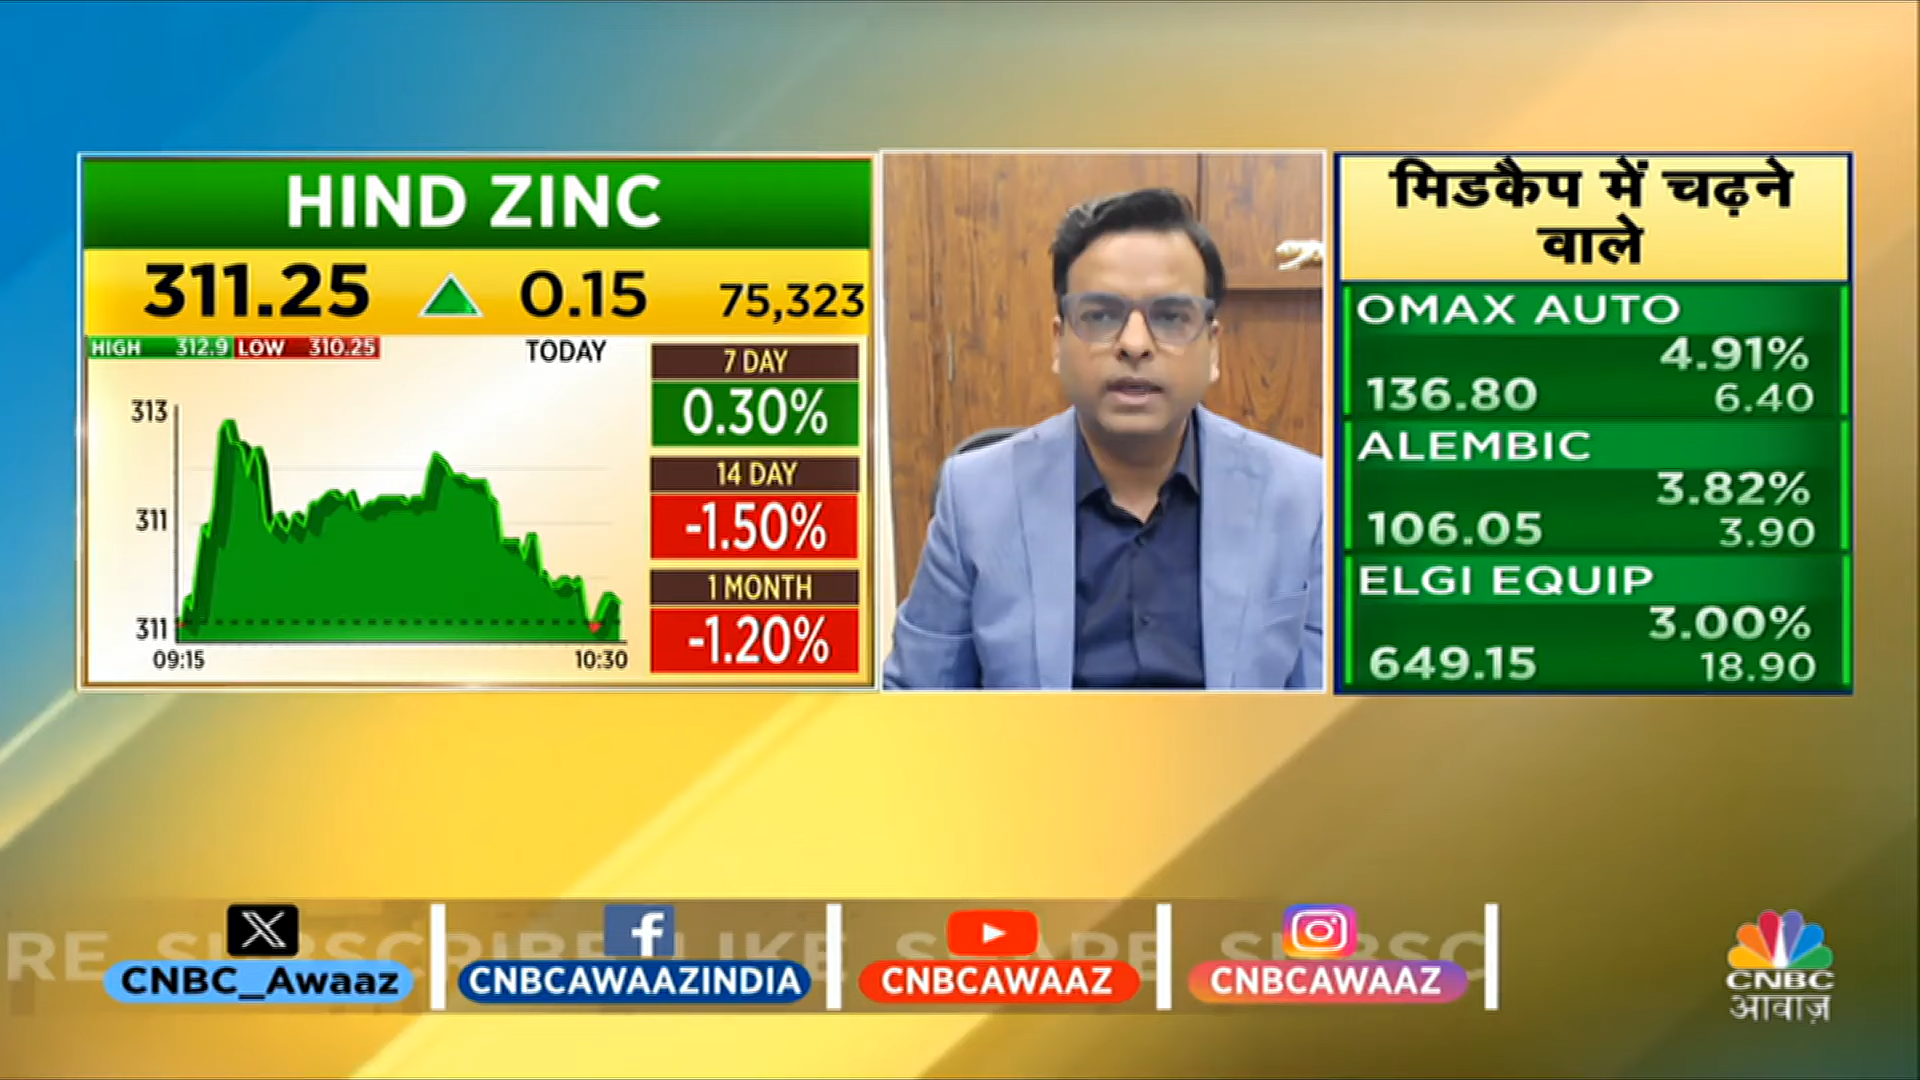 HIND ZINC
311.25 0.15 75,323
HIGH 312.9 LOW 310.25
TODAY
313
311
311
09:15 10:30
7 DAY
0.30%
14 DAY
-1.50%
1 MONTH
-1.20%
मिडकैप में चढ़ने
वाले
OMAX AUTO
4.91%
136.80 6.40
ALEMBIC
3.82%
106.05 3.90
ELGI EQUIP
3.00%
649.15 18.90
CNBC_Awaaz
CNBCAWAAZINDIA
CNBCAWAAZ
CNBCAWAAZ
CNBC
आवाज़